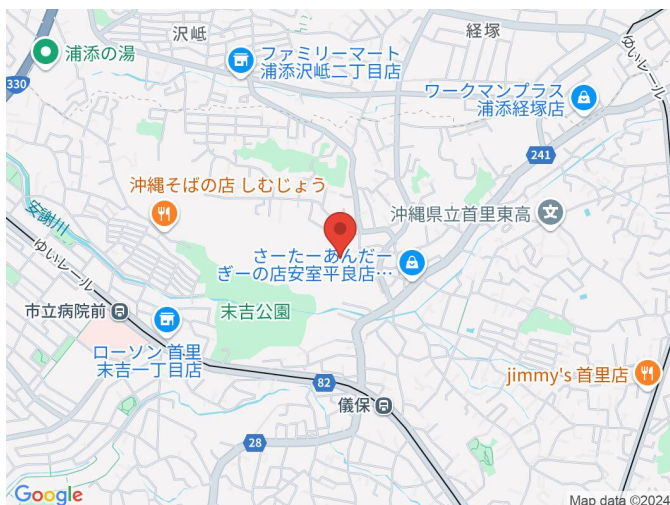 沢岻
経塚
ゆいレール
浦添の湯
ファミリーマート
浦添沢岻二丁目店
330
ワークマンプラス
浦添経塚店
241
沖縄そばの店 しむじょう
沖縄県立首里東高
安謝川
ゆいレール
さーたーあんだー
ぎーの店安室平良店…
市立病院前
末吉公園
ローソン 首里
末吉一丁目店
jimmy's 首里店
82
儀保
28
Google
Map data ©2024